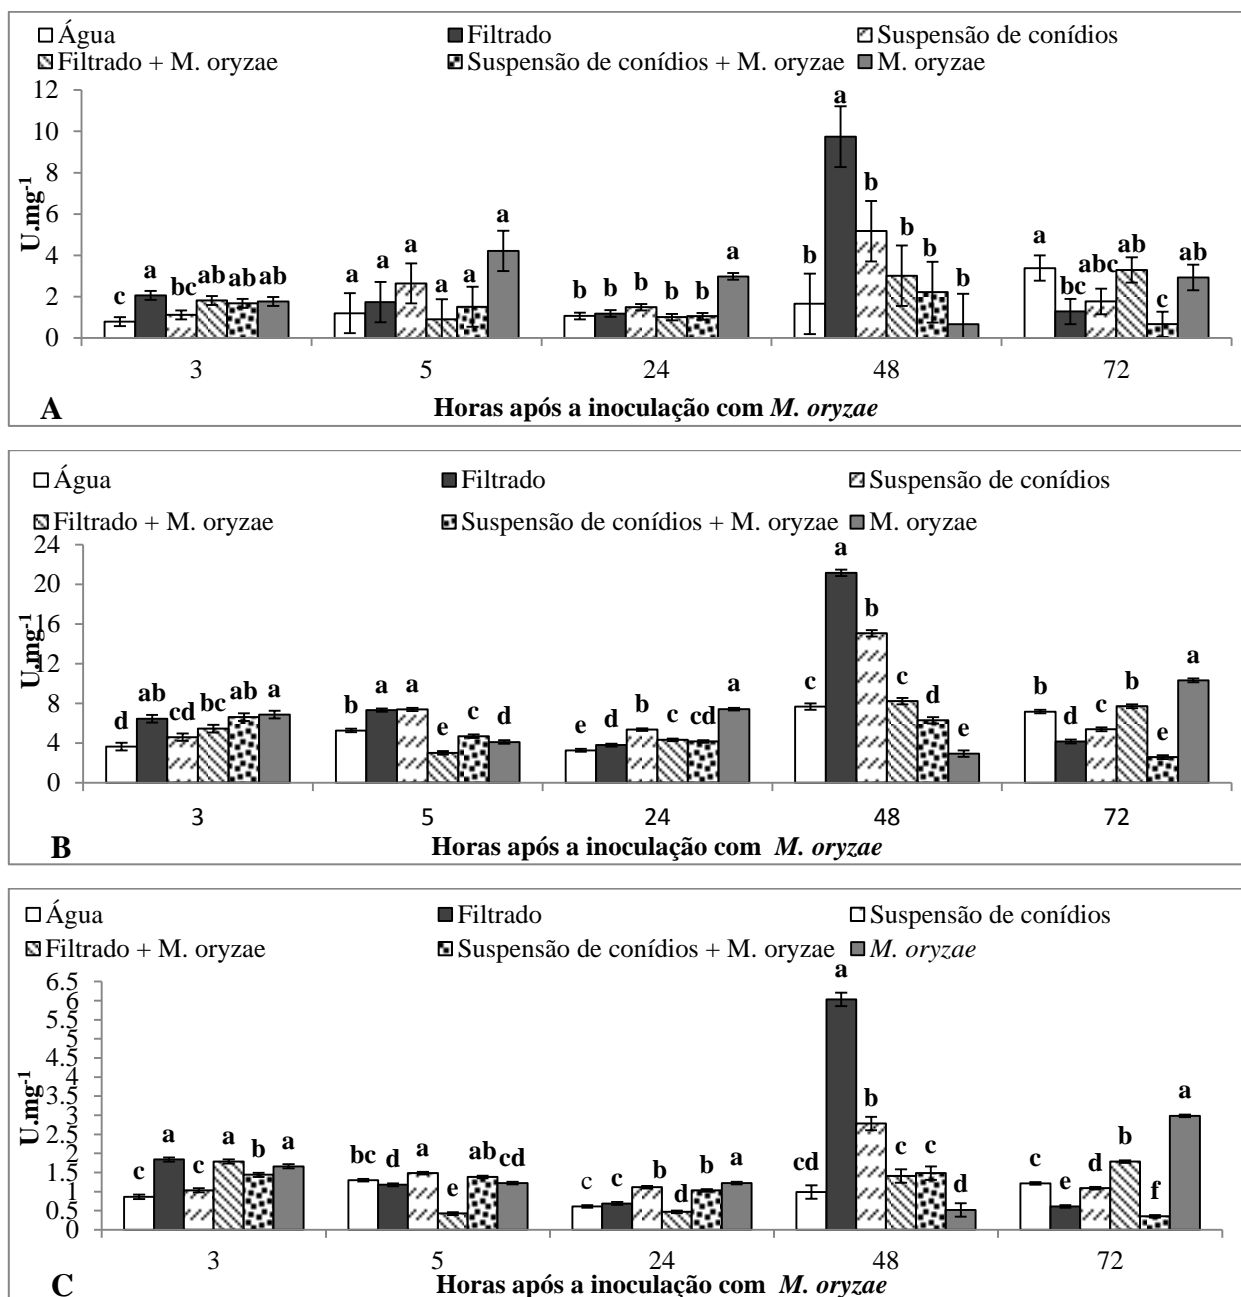 Água Filtrado Suspensão de conídios
Filtrado + M. oryzae Suspensão de conídios + M. oryzae M. oryzae
12
10
8
6
4
2
0
U.mg-1
c a bc ab ab ab
a a a a a a
b b b b b a
b a b b b b
a bc abc ab c ab
3 5 24 48 72
A Horas após a inoculação com M. oryzae
Água Filtrado Suspensão de conídios
Filtrado + M. oryzae Suspensão de conídios + M. oryzae M. oryzae
24
20
16
12
8
4
0
U.mg-1
d ab cd bc ab a
b a a e c d
e d b c cd a
c a b c d e
b d c b e a
3 5 24 48 72
B Horas após a inoculação com M. oryzae
Água Filtrado Suspensão de conídios
Filtrado + M. oryzae Suspensão de conídios + M. oryzae M. oryzae
6.5
6
5.5
5
4.5
4
3.5
3
2.5
2
1.5
1
0.5
0
U.mg-1
c a c a b a
bc d a e ab cd
c c b d b a
cd a b c c d
c e d b f a
3 5 24 48 72
C Horas após a inoculação com M. oryzae